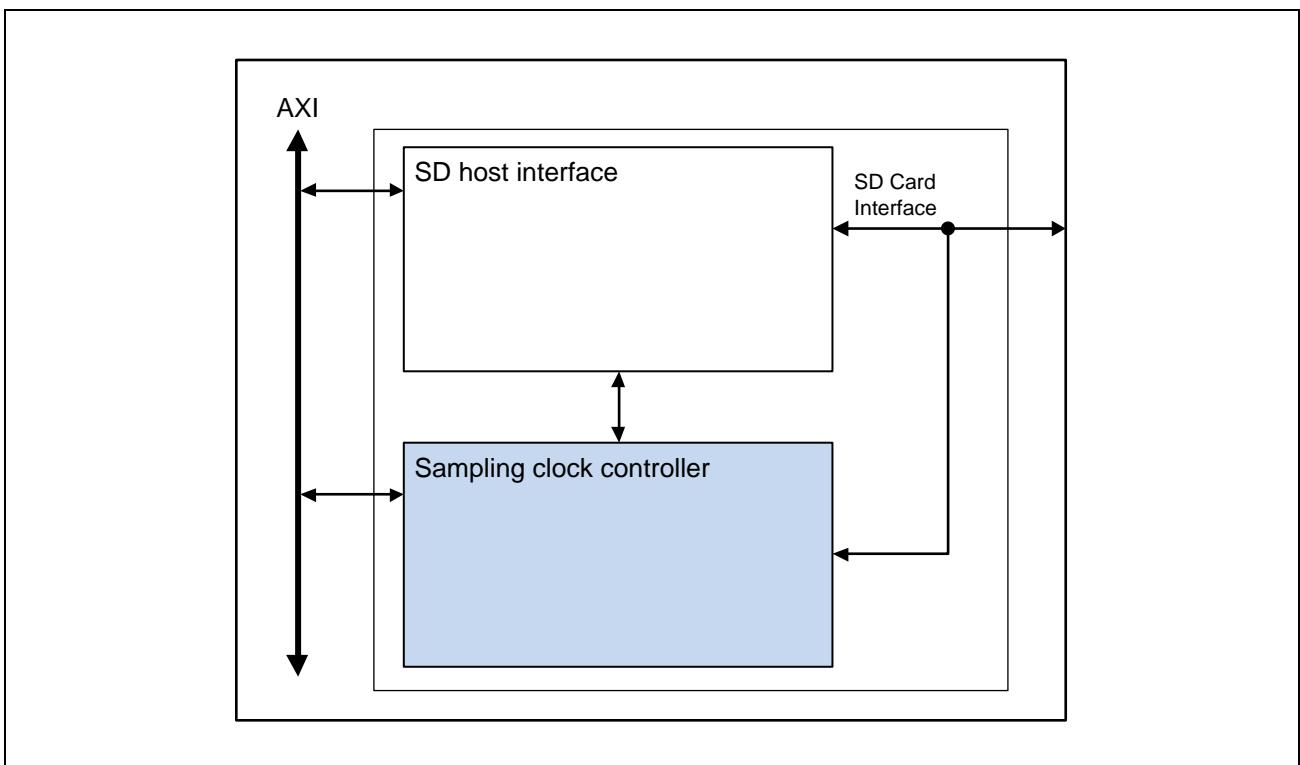 AXI
SD host interface
SD Card
Interface
Sampling clock controller